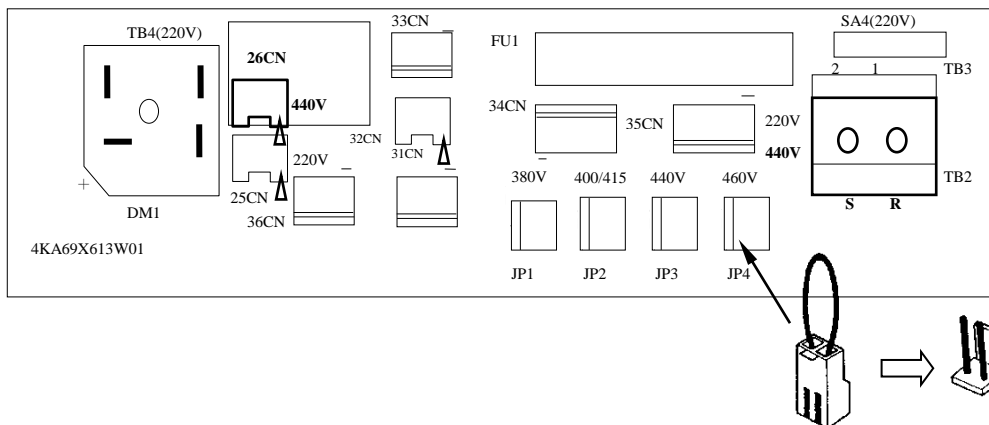 33CN
SA4(220V)
TB4(220V)
FU1
26CN
2 1 TB3
440V
34CN
35CN
220V
32CN
31CN
440V
220V
380V 400/415 440V 460V
TB2
25CN
S R
DM1
36CN
4KA69X613W01
JP1 JP2 JP3 JP4